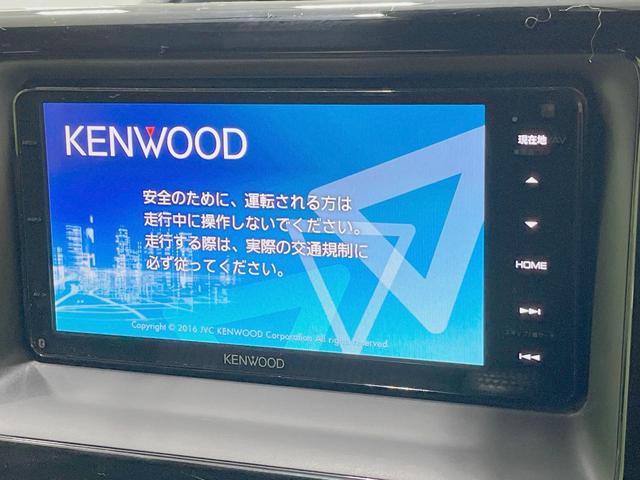 KENWOOD
安全のために、運転される方は
走行中に操作しないでください。
走行する際は、実際の交通規制に
必ず従ってください。
Copyright © 2016 JVC KENWOOD Corporation All rights reserved.
KENWOOD
現在地
HOME